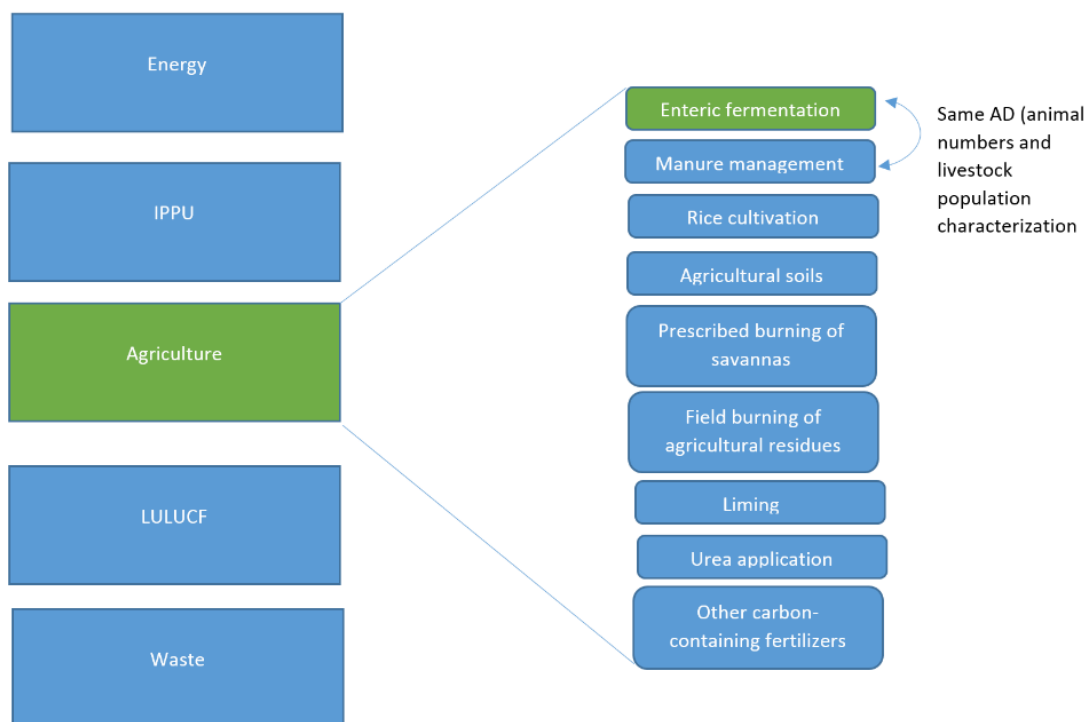 Energy
IPPU
Agriculture
LULUCF
Waste
Enteric fermentation
Manure management
Rice cultivation
Agricultural soils
Prescribed burning of
savannas
Field burning of
agricultural residues
Liming
Urea application
Other carbon-
containing fertilizers
Same AD (animal
numbers and
livestock
population
characterization